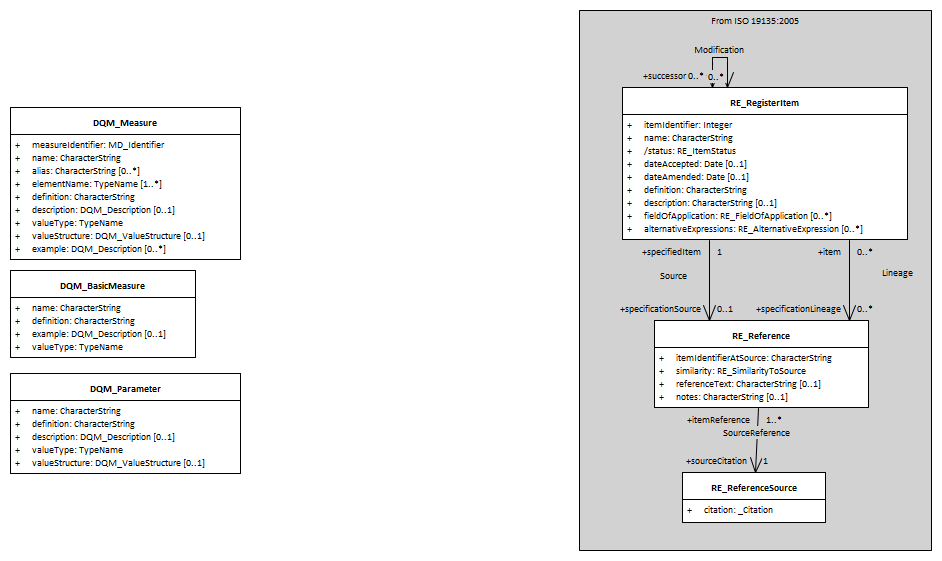 DQM_Measure
+ measureIdentifier: MD_Identifier
+ name: CharacterString
+ alias: CharacterString [0..*]
+ elementName: TypeName [1..*]
+ definition: CharacterString
+ description: DQM_Description [0..1]
+ valueType: TypeName
+ valueStructure: DQM_ValueStructure [0..1]
+ example: DQM_Description [0..*]
DQM_BasicMeasure
+ name: CharacterString
+ definition: CharacterString
+ example: DQM_Description [0..1]
+ valueType: TypeName
DQM_Parameter
+ name: CharacterString
+ definition: CharacterString
+ description: DQM_Description [0..1]
+ valueType: TypeName
+ valueStructure: DQM_ValueStructure [0..1]
From ISO 19135:2005
Modification
+successor 0..* 0..*
RE_RegisterItem
+ itemIdentifier: Integer
+ name: CharacterString
+ /status: RE_ItemStatus
+ dateAccepted: Date [0..1]
+ dateAmended: Date [0..1]
+ definition: CharacterString
+ description: CharacterString [0..1]
+ fieldOfApplication: RE_FieldOfApplication [0..*]
+ alternativeExpressions: RE_AlternativeExpression [0..*]
+specifiedItem 1 +item 0..*
Source Lineage
+specificationSource 0..1 +specificationLineage 0..*
RE_Reference
+ itemIdentifierAtSource: CharacterString
+ similarity: RE_SimilarityToSource
+ referenceText: CharacterString [0..1]
+ notes: CharacterString [0..1]
+itemReference 1..*
SourceReference
+sourceCitation 1
RE_ReferenceSource
+ citation: _Citation